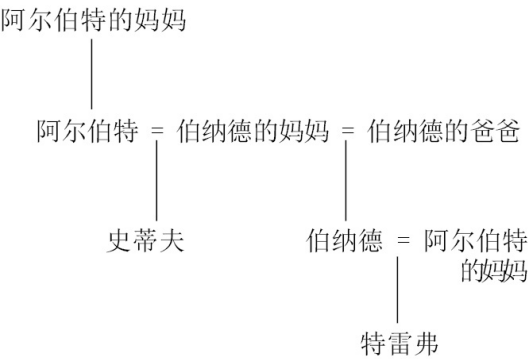 阿尔伯特的妈妈
阿尔伯特 = 伯纳德的妈妈 = 伯纳德的爸爸
史蒂夫
伯纳德 = 阿尔伯特
的妈妈
特雷弗